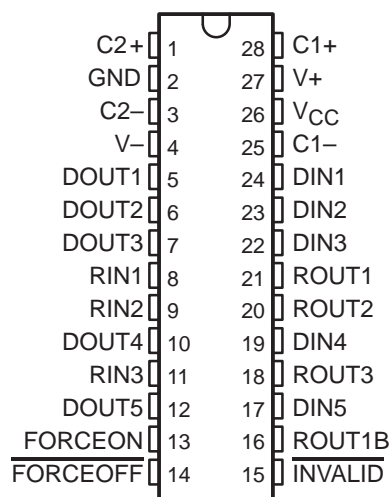 C2+ 1 28 C1+
GND 2 27 V+
C2– 3 26 VCC
V– 4 25 C1–
DOUT1 5 24 DIN1
DOUT2 6 23 DIN2
DOUT3 7 22 DIN3
RIN1 8 21 ROUT1
RIN2 9 20 ROUT2
DOUT4 10 19 DIN4
RIN3 11 18 ROUT3
DOUT5 12 17 DIN5
FORCEON 13 16 ROUT1B
FORCEOFF 14 15 INVALID